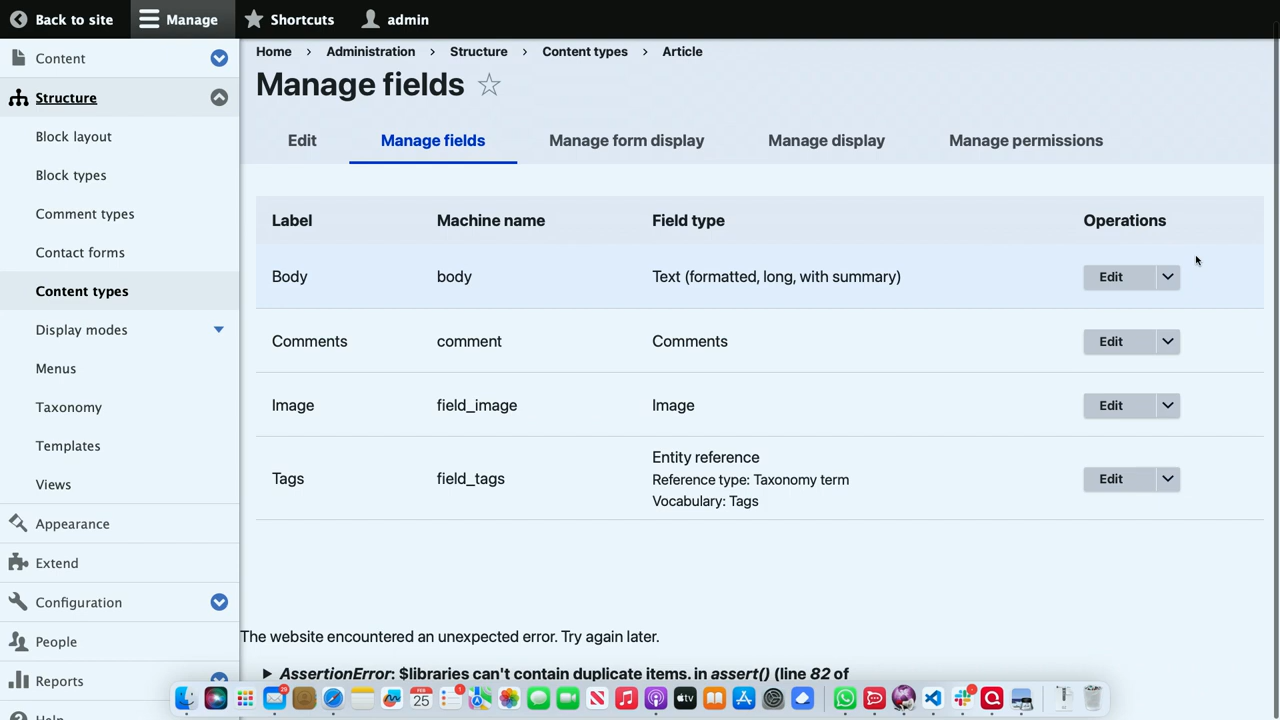 Back to site Manage Shortcuts admin
Content
Structure
Block layout
Block types
Comment types
Contact forms
Content types
Display modes
Menus
Taxonomy
Templates
Views
Appearance
Extend
Configuration
People
Reports
Home › Administration › Structure › Content types › Article
Manage fields
Edit Manage fields Manage form display Manage display Manage permissions
Label Machine name Field type Operations
Body body Text (formatted, long, with summary) Edit
Comments comment Comments Edit
Image field_image Image Edit
Entity reference
Tags field_tags Reference type: Taxonomy term Edit
Vocabulary: Tags
The website encountered an unexpected error. Try again later.
AssertionError: $libraries can't contain duplicate items. in assert() (line 82 of
29
FEB
25
1
tv